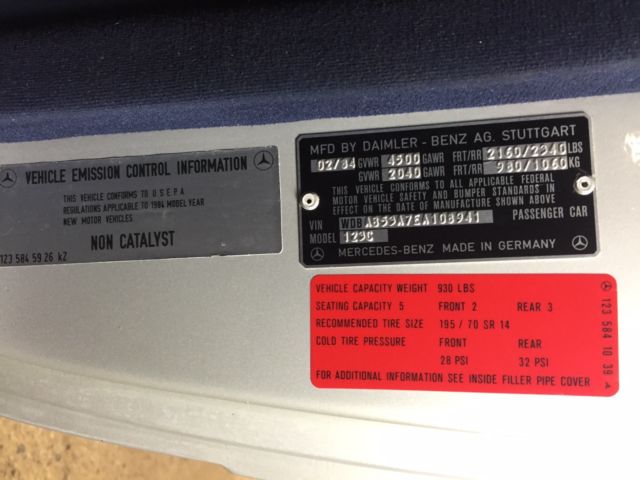 VEHICLE EMISSION CONTROL INFORMATION
THIS VEHICLE CONFORMS TO U.S.E.P.A.
REGULATIONS APPLICABLE TO 1984 MODEL YEAR
NEW MOTOR VEHICLES
NON CATALYST
123 584 59 26 kZ
MFD BY DAIMLER - BENZ AG. STUTTGART
02/84 GVWR 4500 GAWR FRT/RR 2160/2340 LBS
GVWR 2040 GAWR FRT/RR 980/1060 KG
THIS VEHICLE CONFORMS TO ALL APPLICABLE FEDERAL
MOTOR VEHICLE SAFETY AND BUMPER STANDARDS IN
EFFECT ON THE DATE OF MANUFACTURE SHOWN ABOVE
VIN WDB AB53A7EA108941
MODEL 123C PASSENGER CAR
MERCEDES-BENZ MADE IN GERMANY
VEHICLE CAPACITY WEIGHT 930 LBS
SEATING CAPACITY 5 FRONT 2 REAR 3
RECOMMENDED TIRE SIZE 195 / 70 SR 14
COLD TIRE PRESSURE FRONT REAR
28 PSI 32 PSI
FOR ADDITIONAL INFORMATION SEE INSIDE FILLER PIPE COVER
123 584 10 39 A